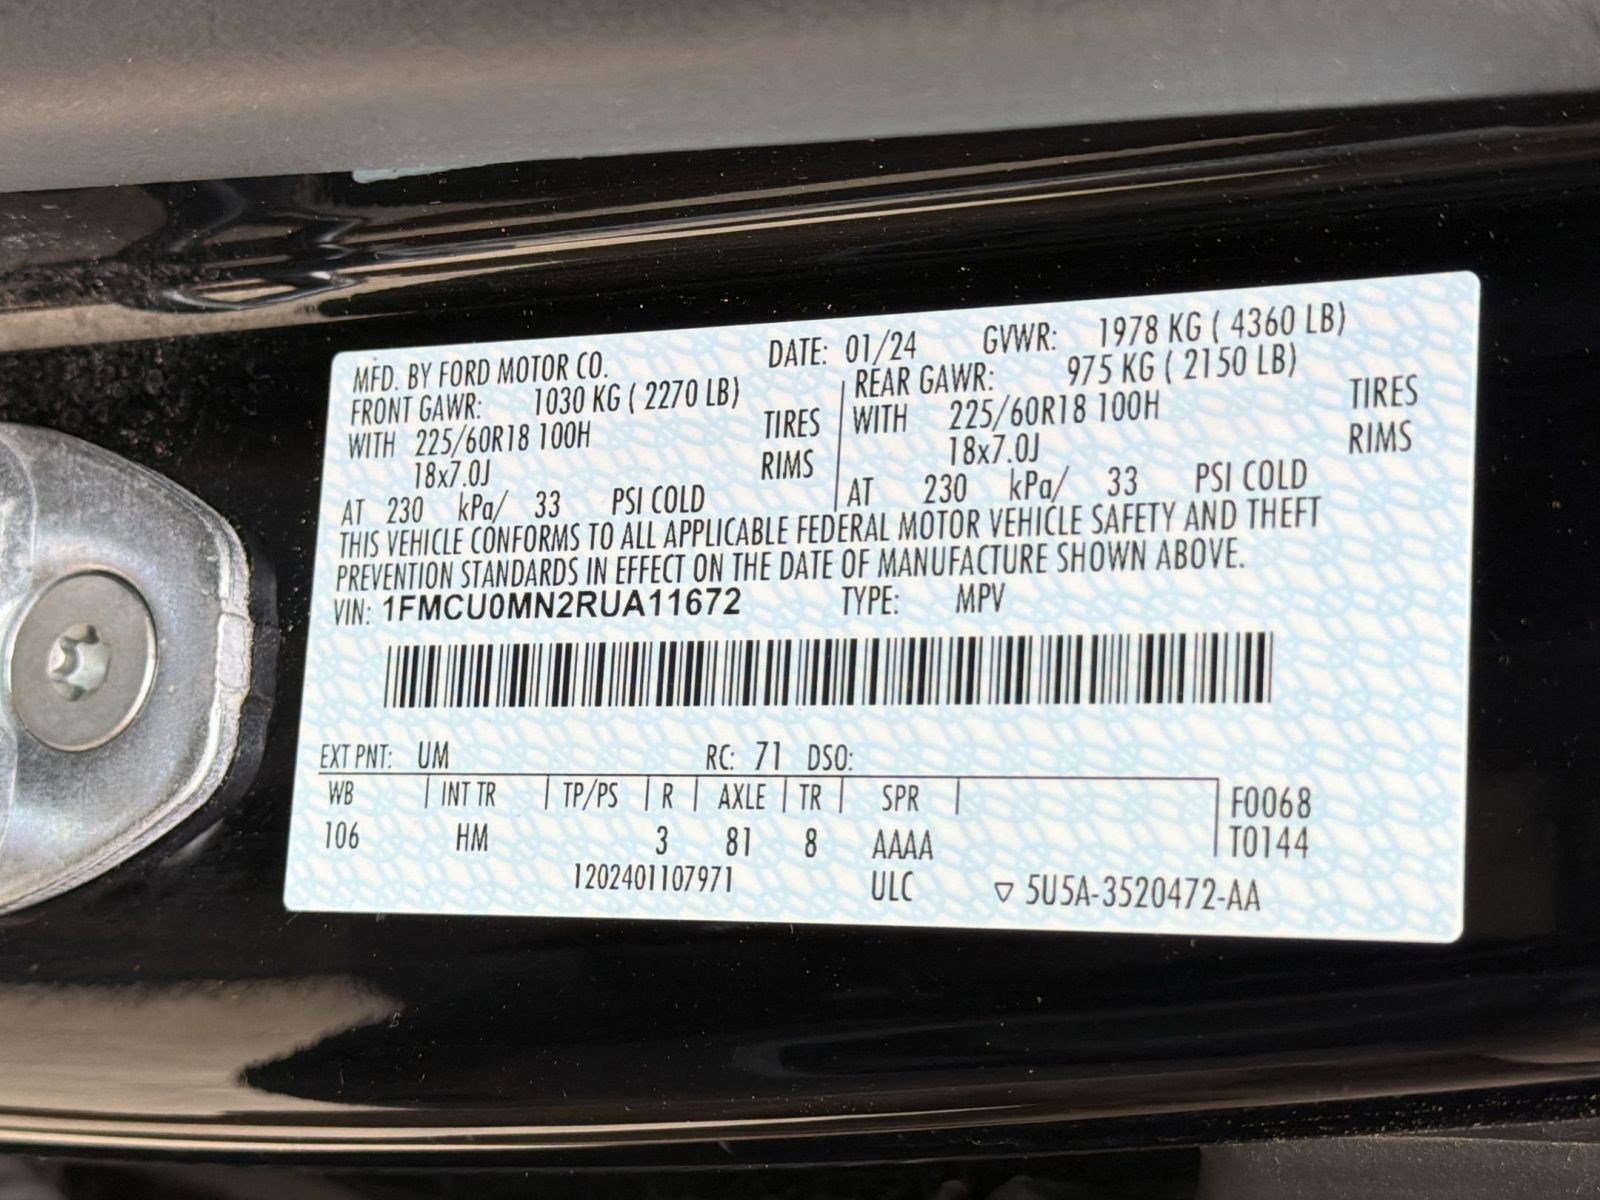 MFD. BY FORD MOTOR CO. DATE: 01/24 GVWR: 1978 KG ( 4360 LB)
FRONT GAWR: 1030 KG ( 2270 LB) REAR GAWR: 975 KG ( 2150 LB)
WITH 225/60R18 100H TIRES WITH 225/60R18 100H TIRES
18x7.0J RIMS 18x7.0J RIMS
AT 230 kPa/ 33 PSI COLD AT 230 kPa/ 33 PSI COLD
THIS VEHICLE CONFORMS TO ALL APPLICABLE FEDERAL MOTOR VEHICLE SAFETY AND THEFT
PREVENTION STANDARDS IN EFFECT ON THE DATE OF MANUFACTURE SHOWN ABOVE.
VIN: 1FMCU0MN2RUA11672 TYPE: MPV
EXT PNT: UM RC: 71 DSO:
WB INT TR TP/PS R AXLE TR SPR F0068
106 HM 3 81 8 AAAA T0144
1202401107971 ULC ▽ 5U5A-3520472-AA